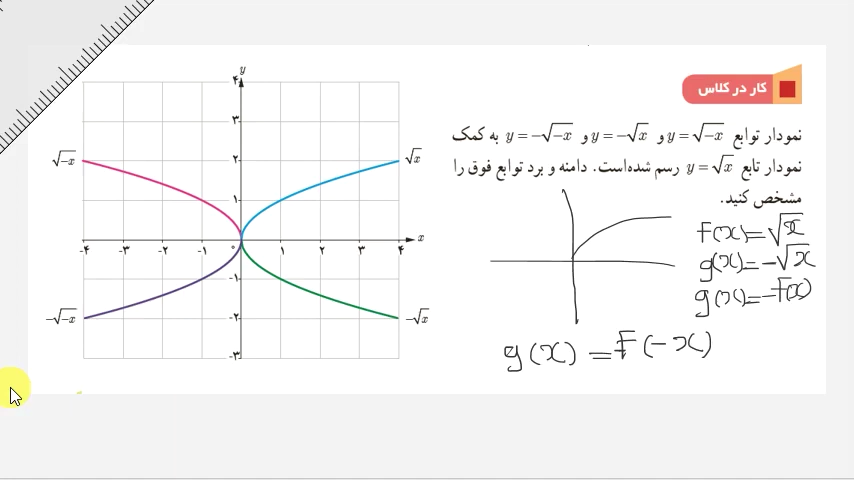 کار در کلاس
نمودار توابع y = √−x و y = −√x و y = −√−x به کمک
نمودار تابع y = √x رسم شده‌است. دامنه و برد توابع فوق را
مشخص کنید.
F(x) = √x
g(x) = −√x
g(x) = −F(x)
g(x) = F(−x)
y
۴
۳
√−x
۲
√x
۱
−۴ −۳ −۲ −۱ ۰ ۱ ۲ ۳ ۴ x
−۱
−√−x
−۲
−√x
−۳